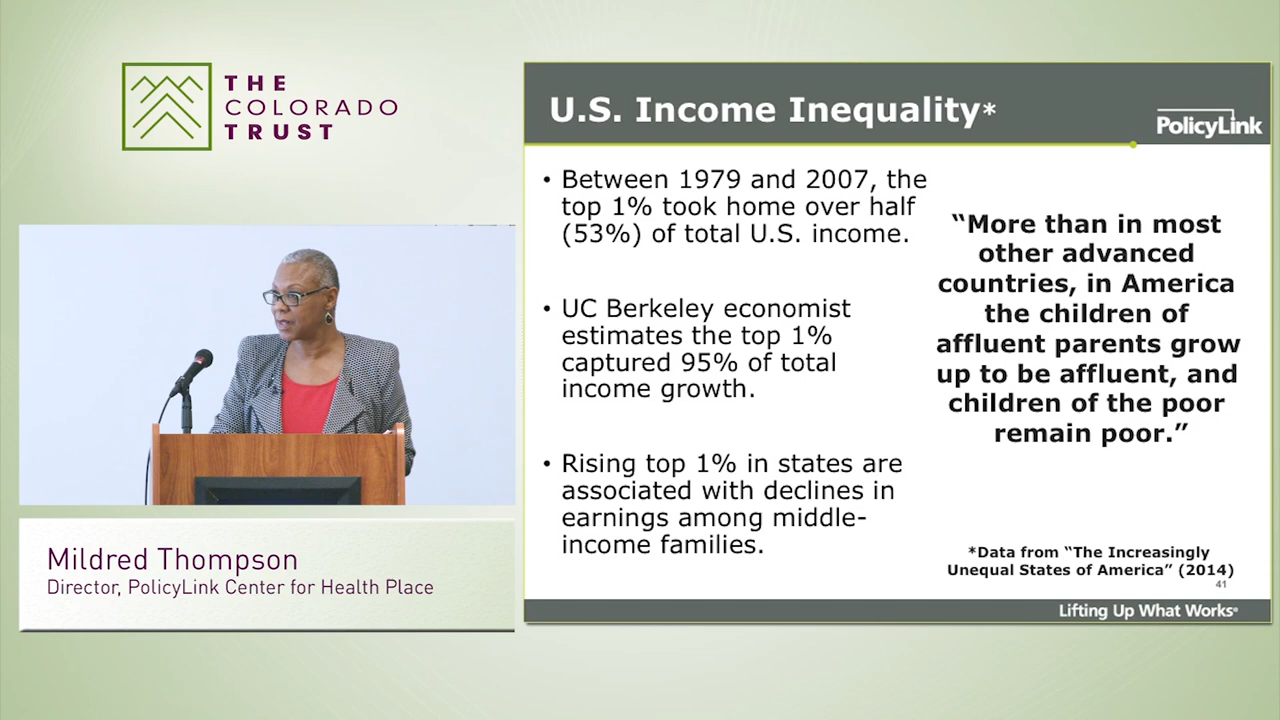 THE
COLORADO
TRUST
Mildred Thompson
Director, PolicyLink Center for Health Place
U.S. Income Inequality*
PolicyLink
• Between 1979 and 2007, the
top 1% took home over half
(53%) of total U.S. income.
• UC Berkeley economist
estimates the top 1%
captured 95% of total
income growth.
• Rising top 1% in states are
associated with declines in
earnings among middle-
income families.
“More than in most
other advanced
countries, in America
the children of
affluent parents grow
up to be affluent, and
children of the poor
remain poor.”
*Data from “The Increasingly
Unequal States of America” (2014)
41
Lifting Up What Works®